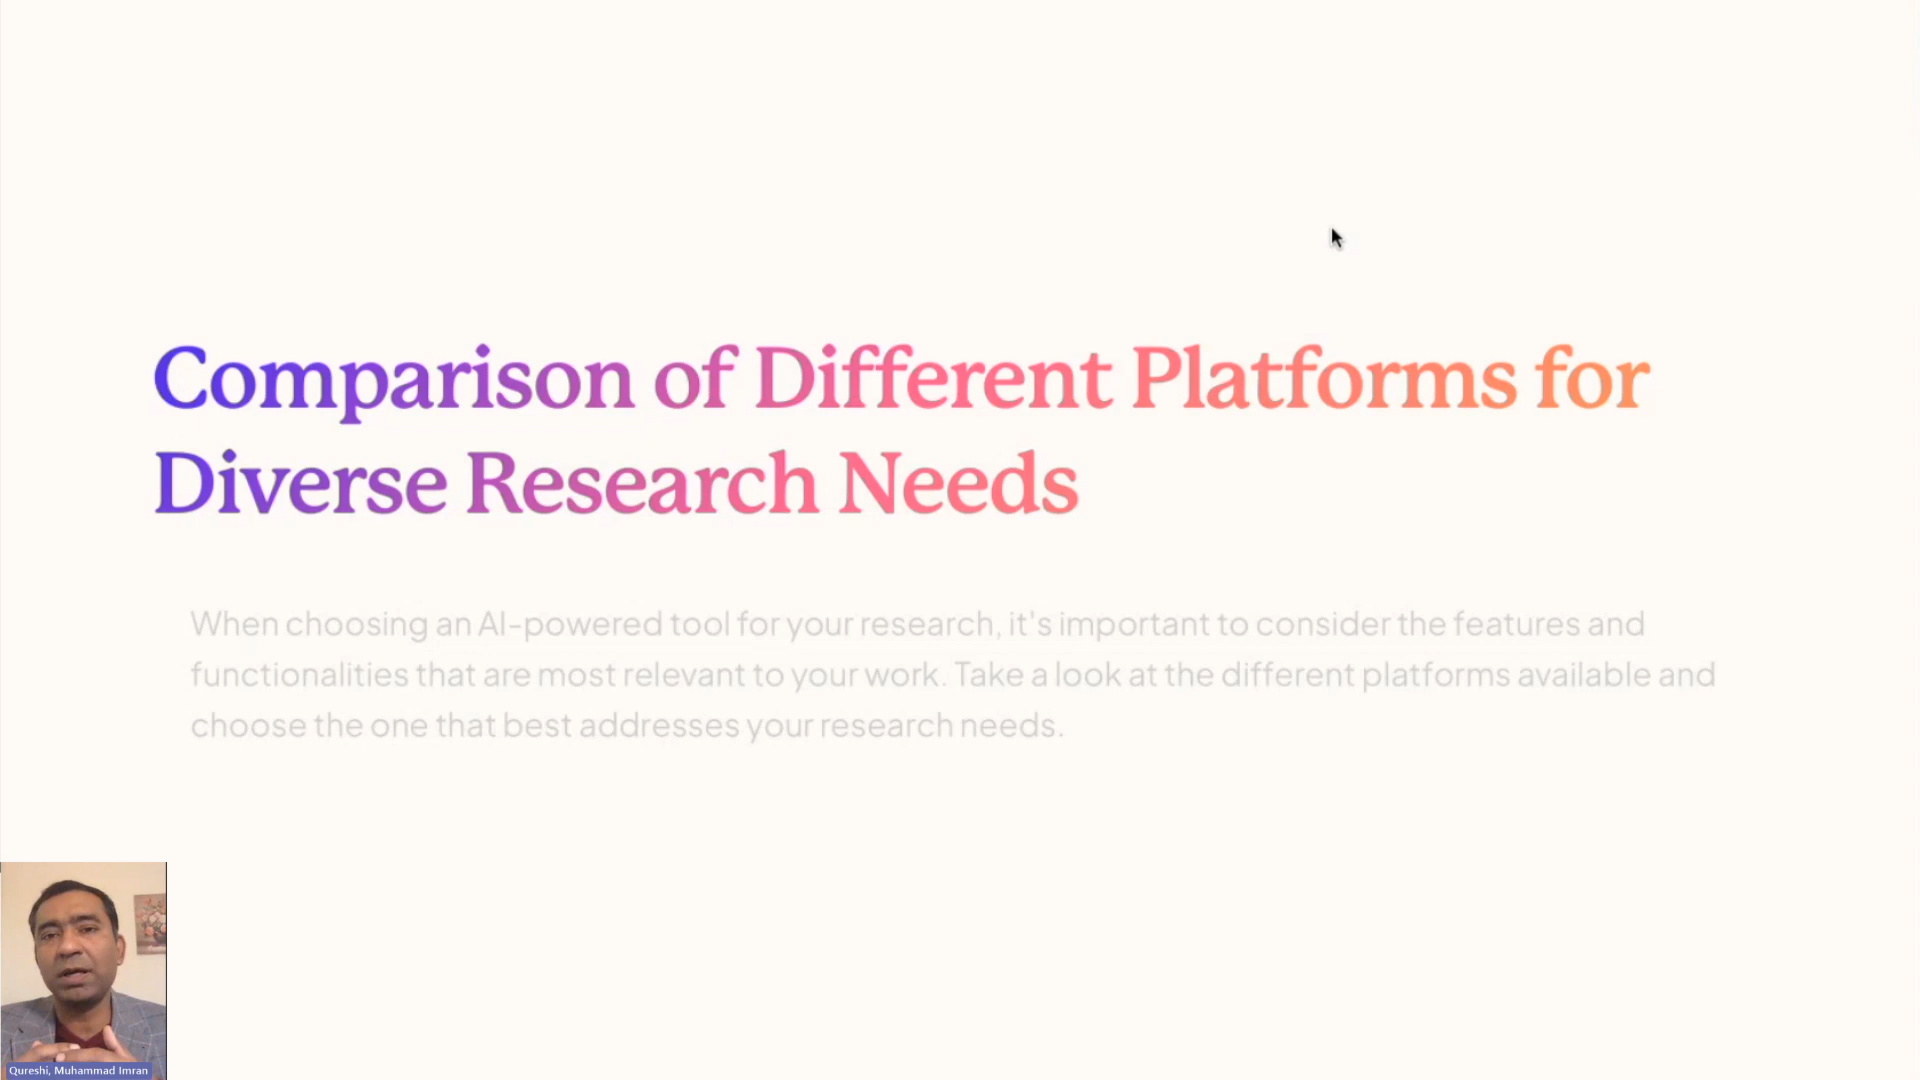 Comparison of Different Platforms for
Diverse Research Needs
When choosing an AI-powered tool for your research, it's important to consider the features and
functionalities that are most relevant to your work. Take a look at the different platforms available and
choose the one that best addresses your research needs.
Qureshi, Muhammad Imran